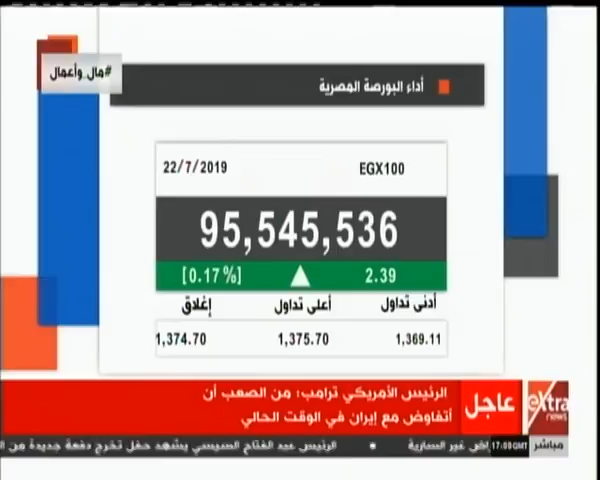 #مال_وأعمال
أداء البورصة المصرية
EGX100 22/7/2019
95,545,536
2.39 [0.17%]
أدنى تداول أعلى تداول إغلاق
1,369.11 1,375.70 1,374.70
عاجل
الرئيس الأمريكي ترامب: من الصعب أن
أتفاوض مع إيران في الوقت الحالي
extra
news
مباشر
17:09 GMT
غير السارية * الرئيس عبد الفتاح السيسي يشهد حفل تخرج دفعة جديدة من